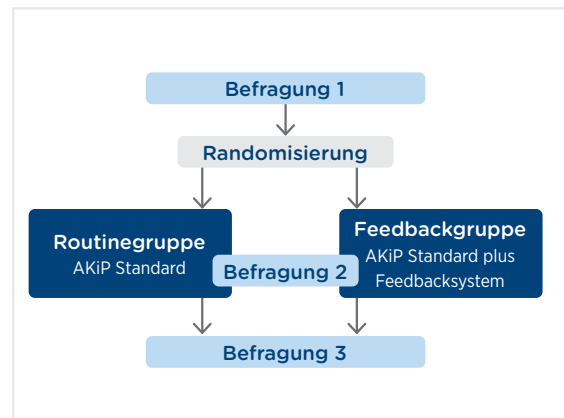 Befragung 1
Randomisierung
Routinegruppe
AKiP Standard
Befragung 2
Feedbackgruppe
AKiP Standard plus
Feedbacksystem
Befragung 3